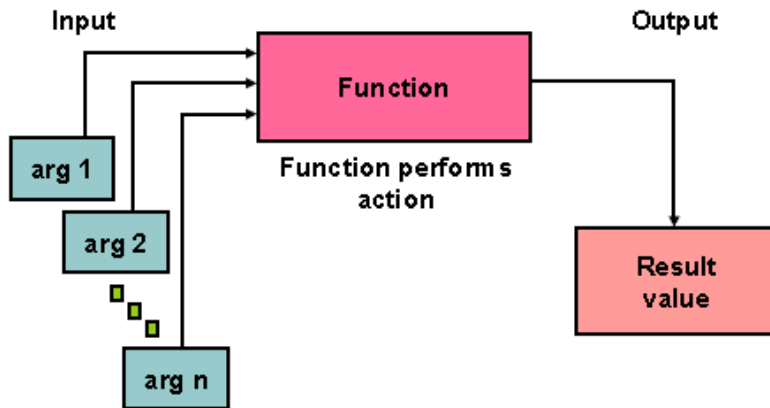 Input
Output
Function
arg 1
Function performs
action
arg 2
Result
value
arg n